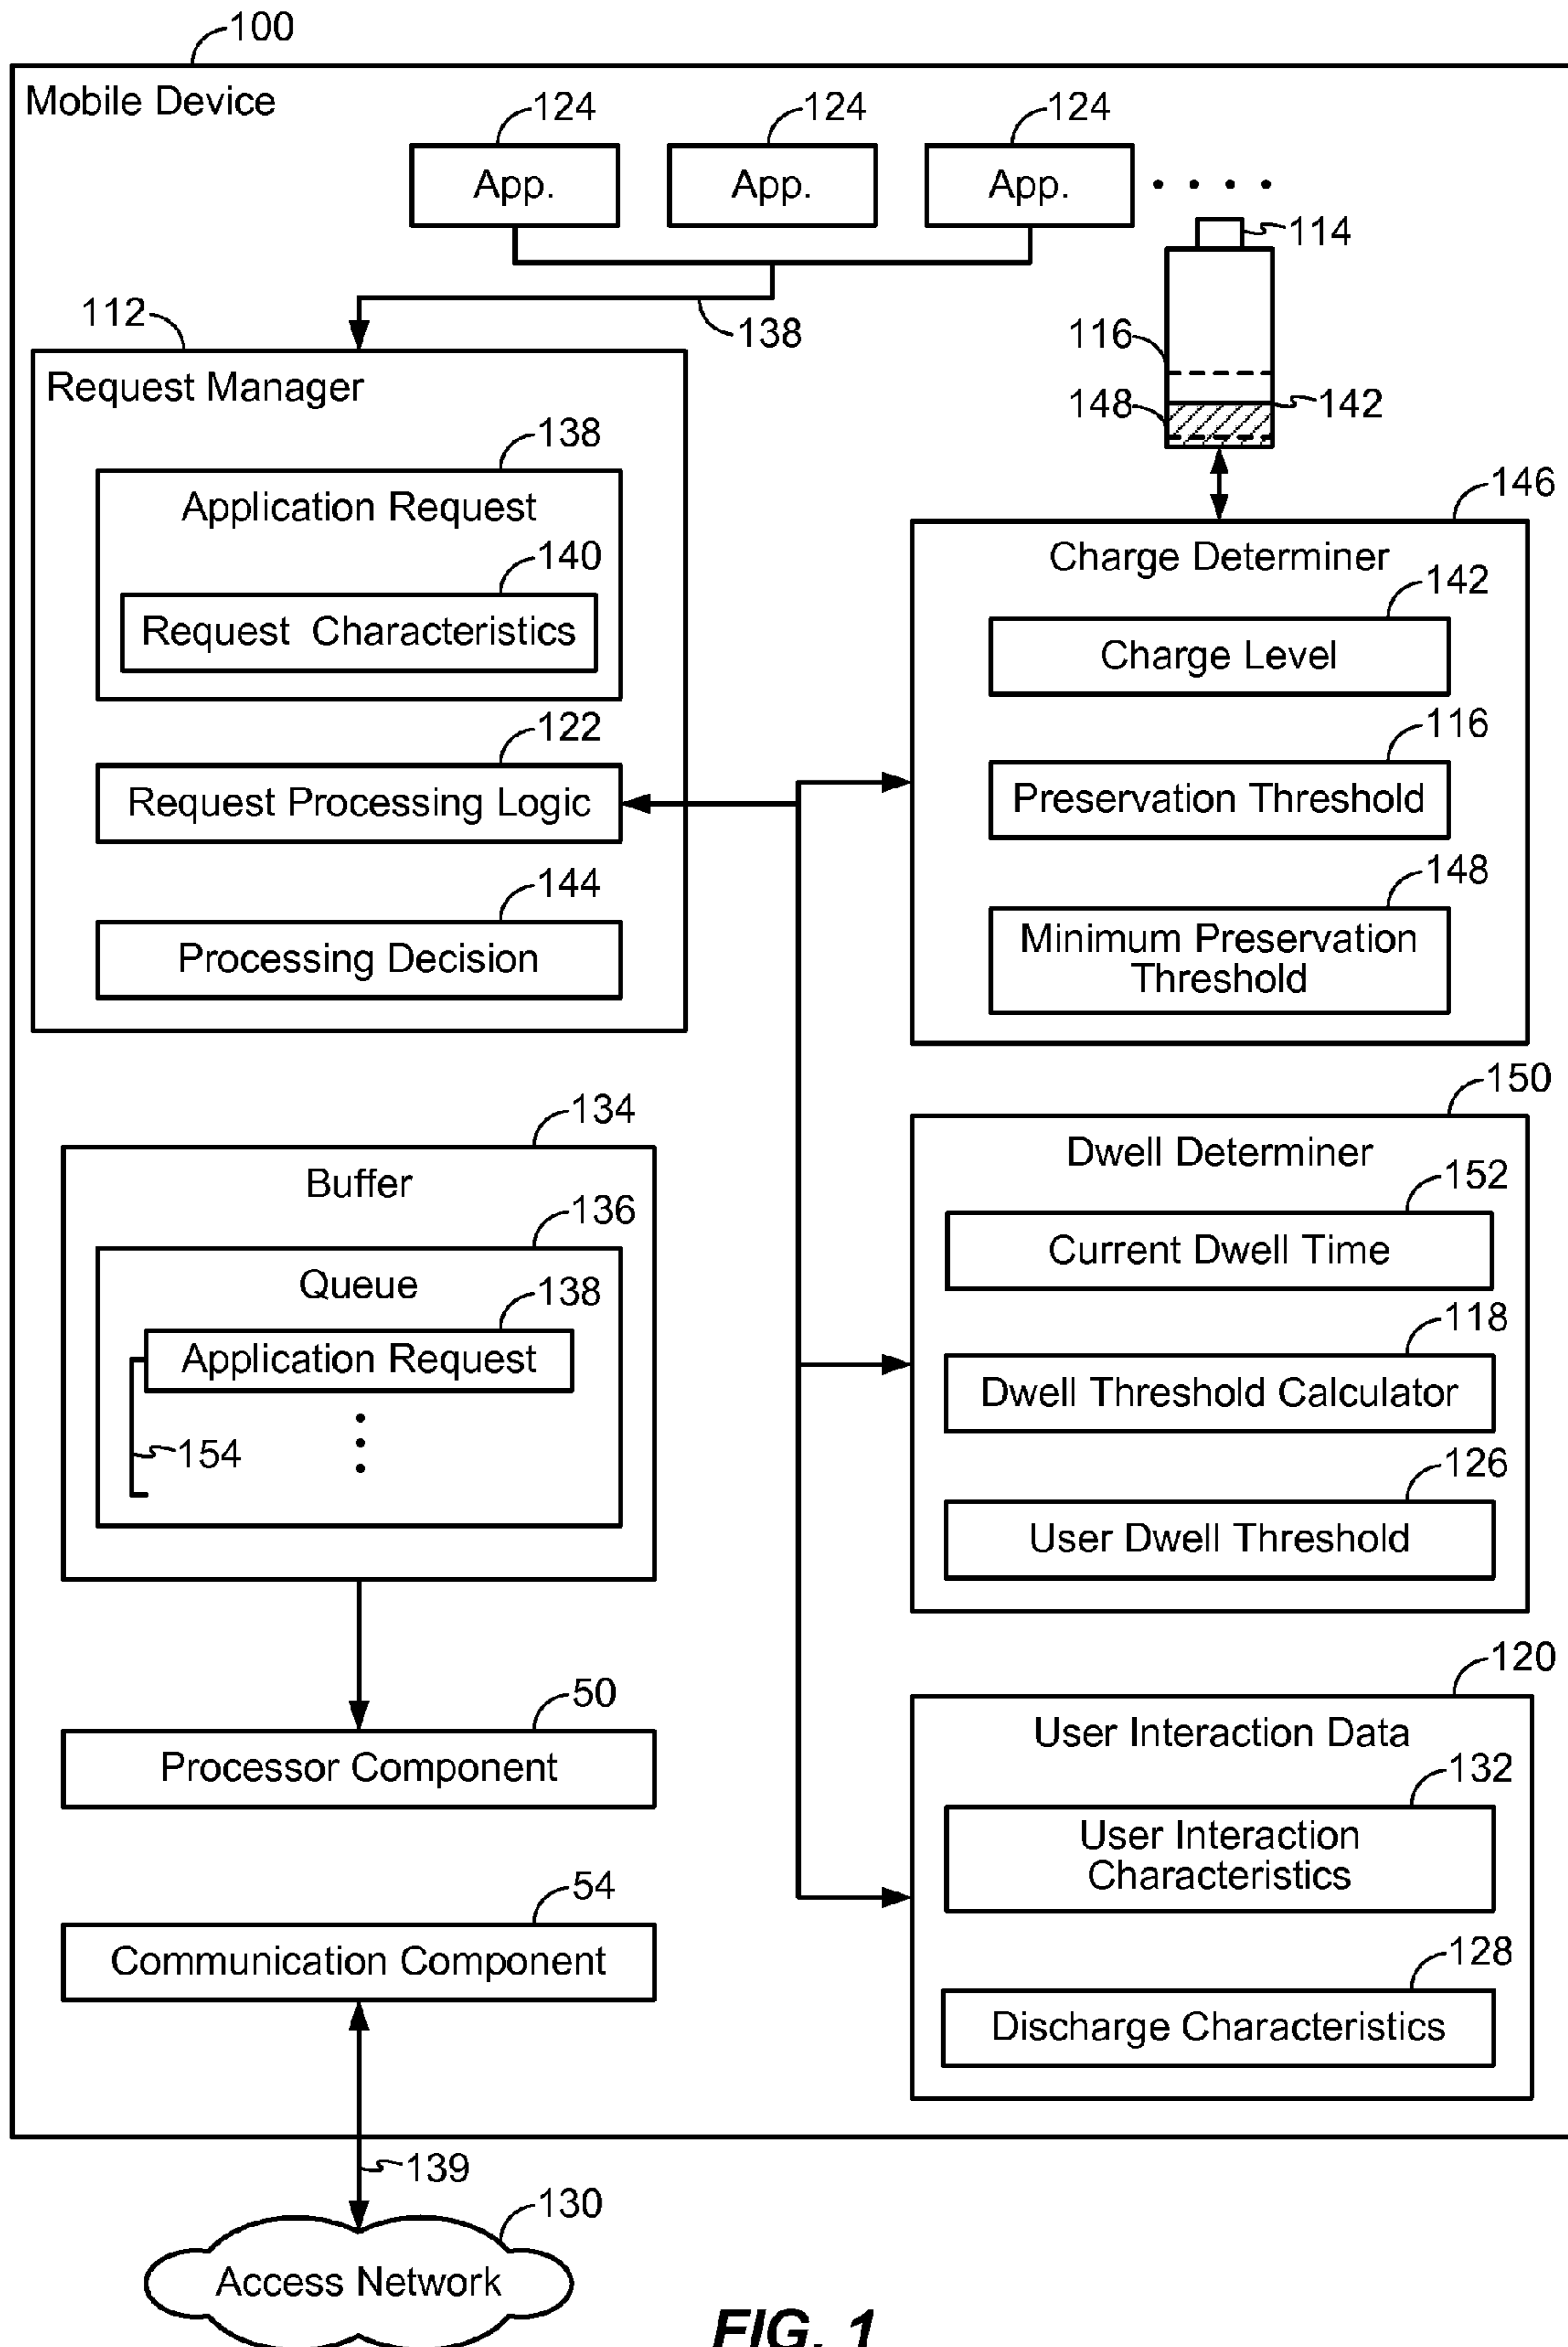 100
Mobile Device
124
124
124
App.
App.
App.
114
116
148
142
138
112
Request Manager
138
Application Request
140
Request Characteristics
122
Request Processing Logic
144
Processing Decision
146
Charge Determiner
142
Charge Level
116
Preservation Threshold
148
Minimum Preservation
Threshold
134
Buffer
136
Queue
138
Application Request
154
150
Dwell Determiner
152
Current Dwell Time
118
Dwell Threshold Calculator
126
User Dwell Threshold
50
Processor Component
54
Communication Component
120
User Interaction Data
132
User Interaction
Characteristics
128
Discharge Characteristics
139
130
Access Network
FIG. 1